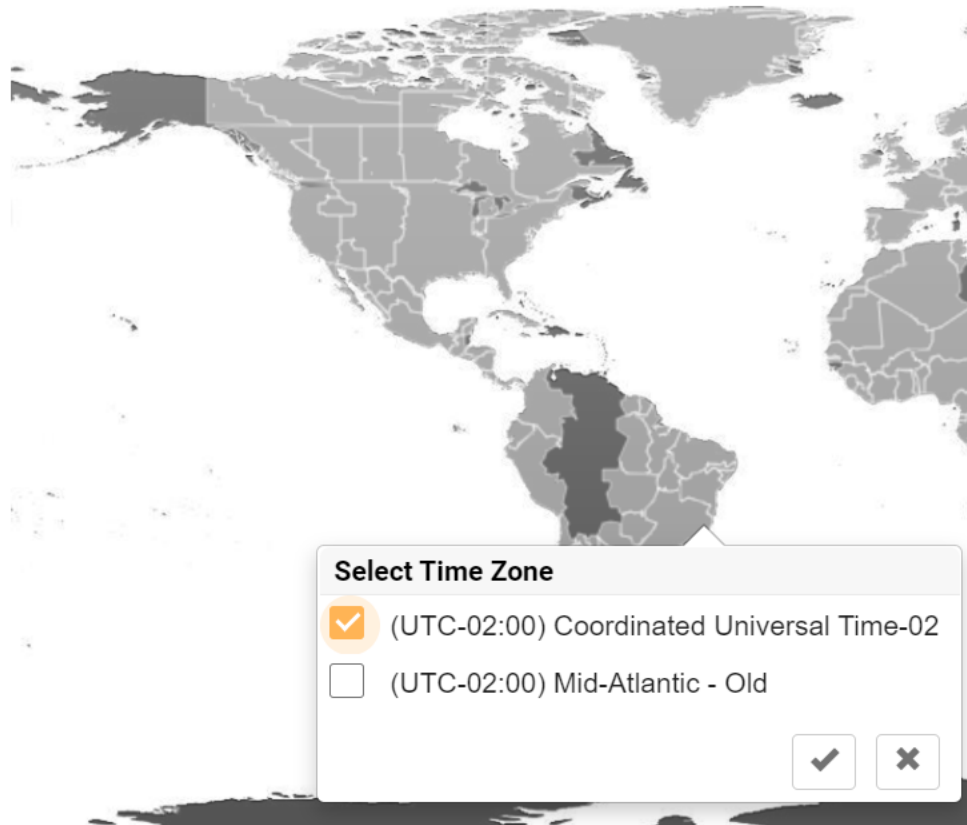 Select Time Zone
(UTC-02:00) Coordinated Universal Time-02
(UTC-02:00) Mid-Atlantic - Old